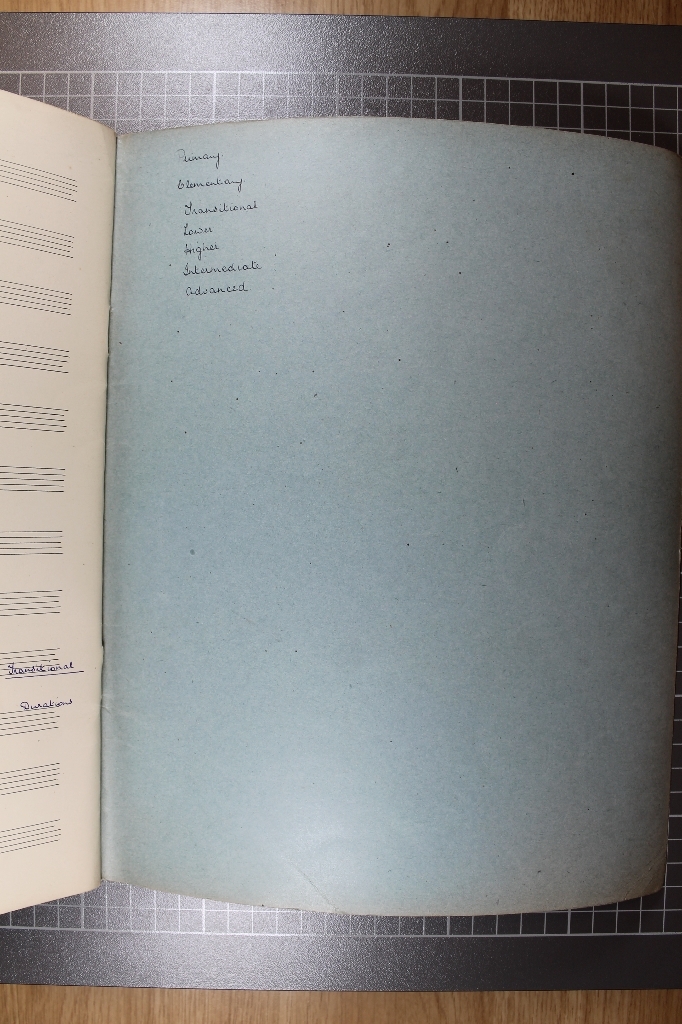 Transitional
Durations
Primary
Elementary
Transitional
Lower
Higher
Intermediate
Advanced